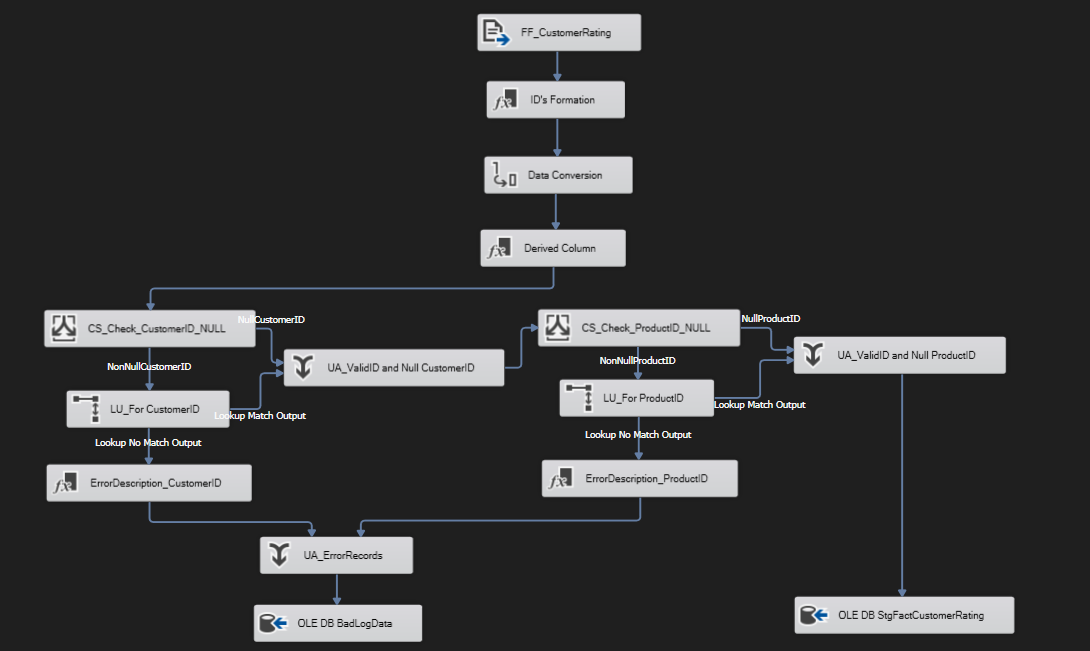 FF_CustomerRating
ID's Formation
Data Conversion
Derived Column
CS_Check_CustomerID_NULL
NullCustomerID
NonNullCustomerID
UA_ValidID and Null CustomerID
LU_For CustomerID
Lookup Match Output
Lookup No Match Output
ErrorDescription_CustomerID
CS_Check_ProductID_NULL
NullProductID
NonNullProductID
UA_ValidID and Null ProductID
LU_For ProductID
Lookup Match Output
Lookup No Match Output
ErrorDescription_ProductID
UA_ErrorRecords
OLE DB BadLogData
OLE DB StgFactCustomerRating